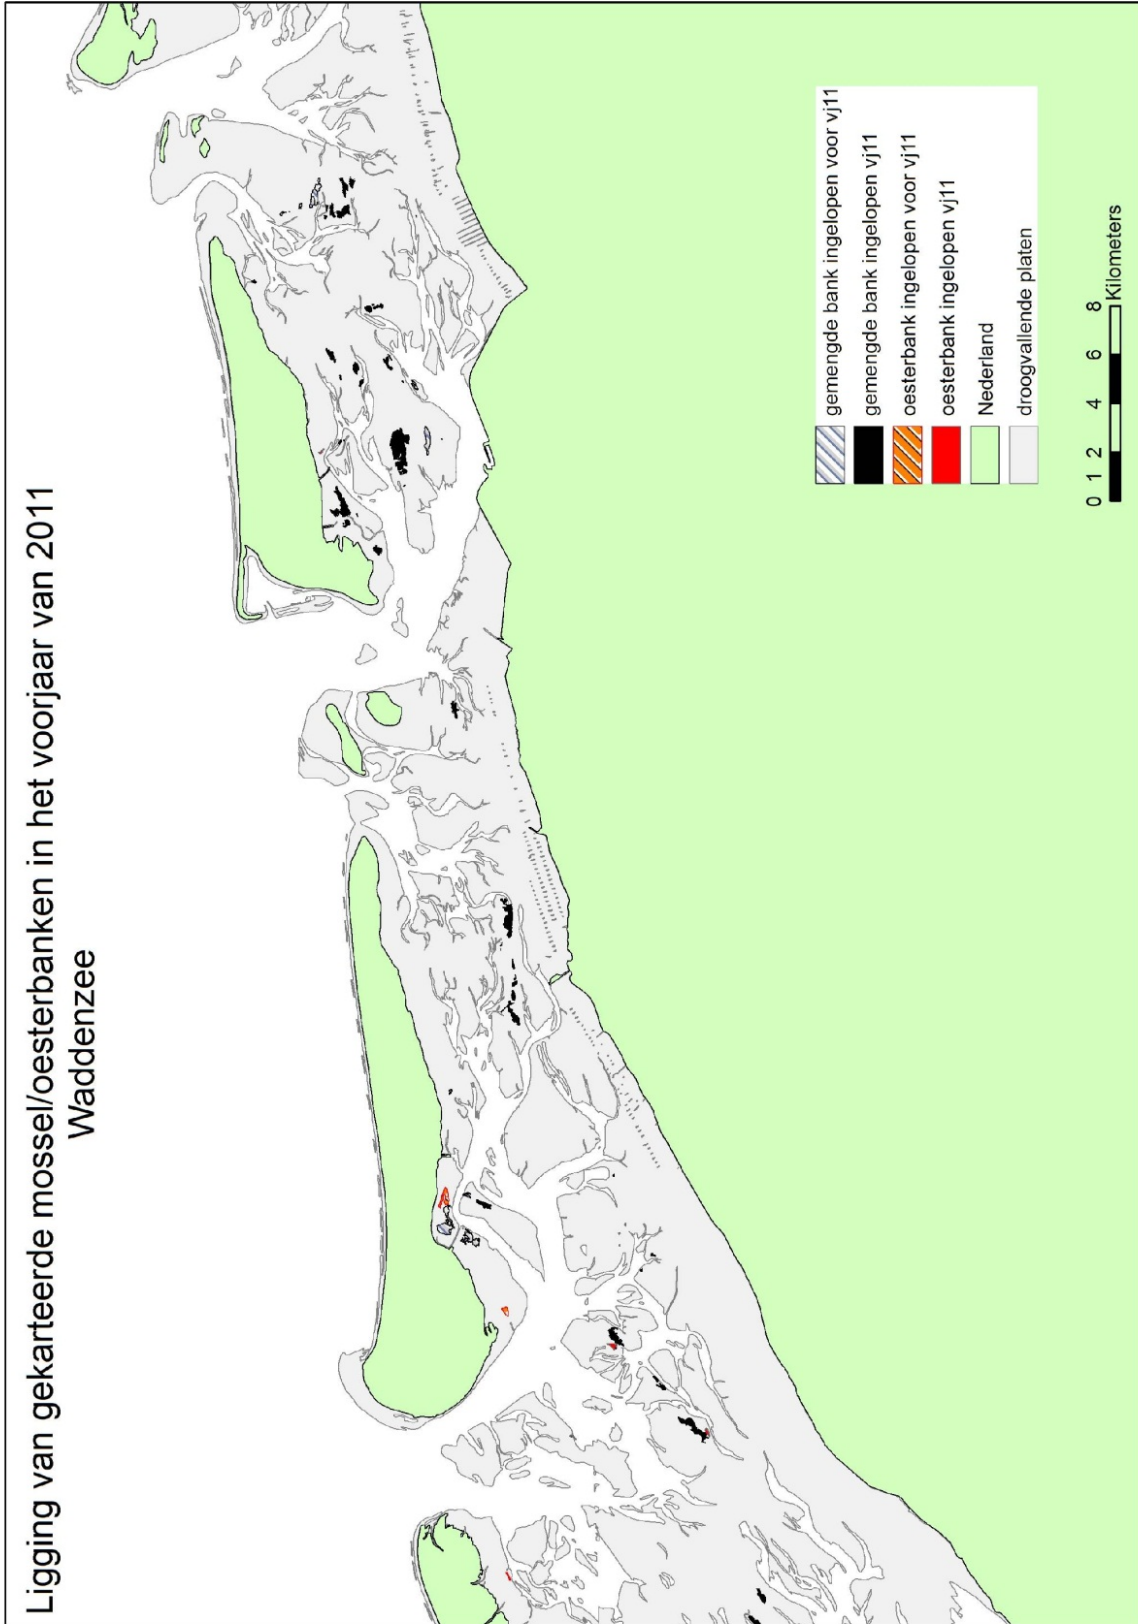 Ligging van gekarteerde mossel/oesterbanken in het voorjaar van 2011
Waddenzee
gemengde bank ingelopen voor vj11
gemengde bank ingelopen vj11
oesterbank ingelopen voor vj11
oesterbank ingelopen vj11
Nederland
droogvallende platen
0 1 2 4 6 8
Kilometers